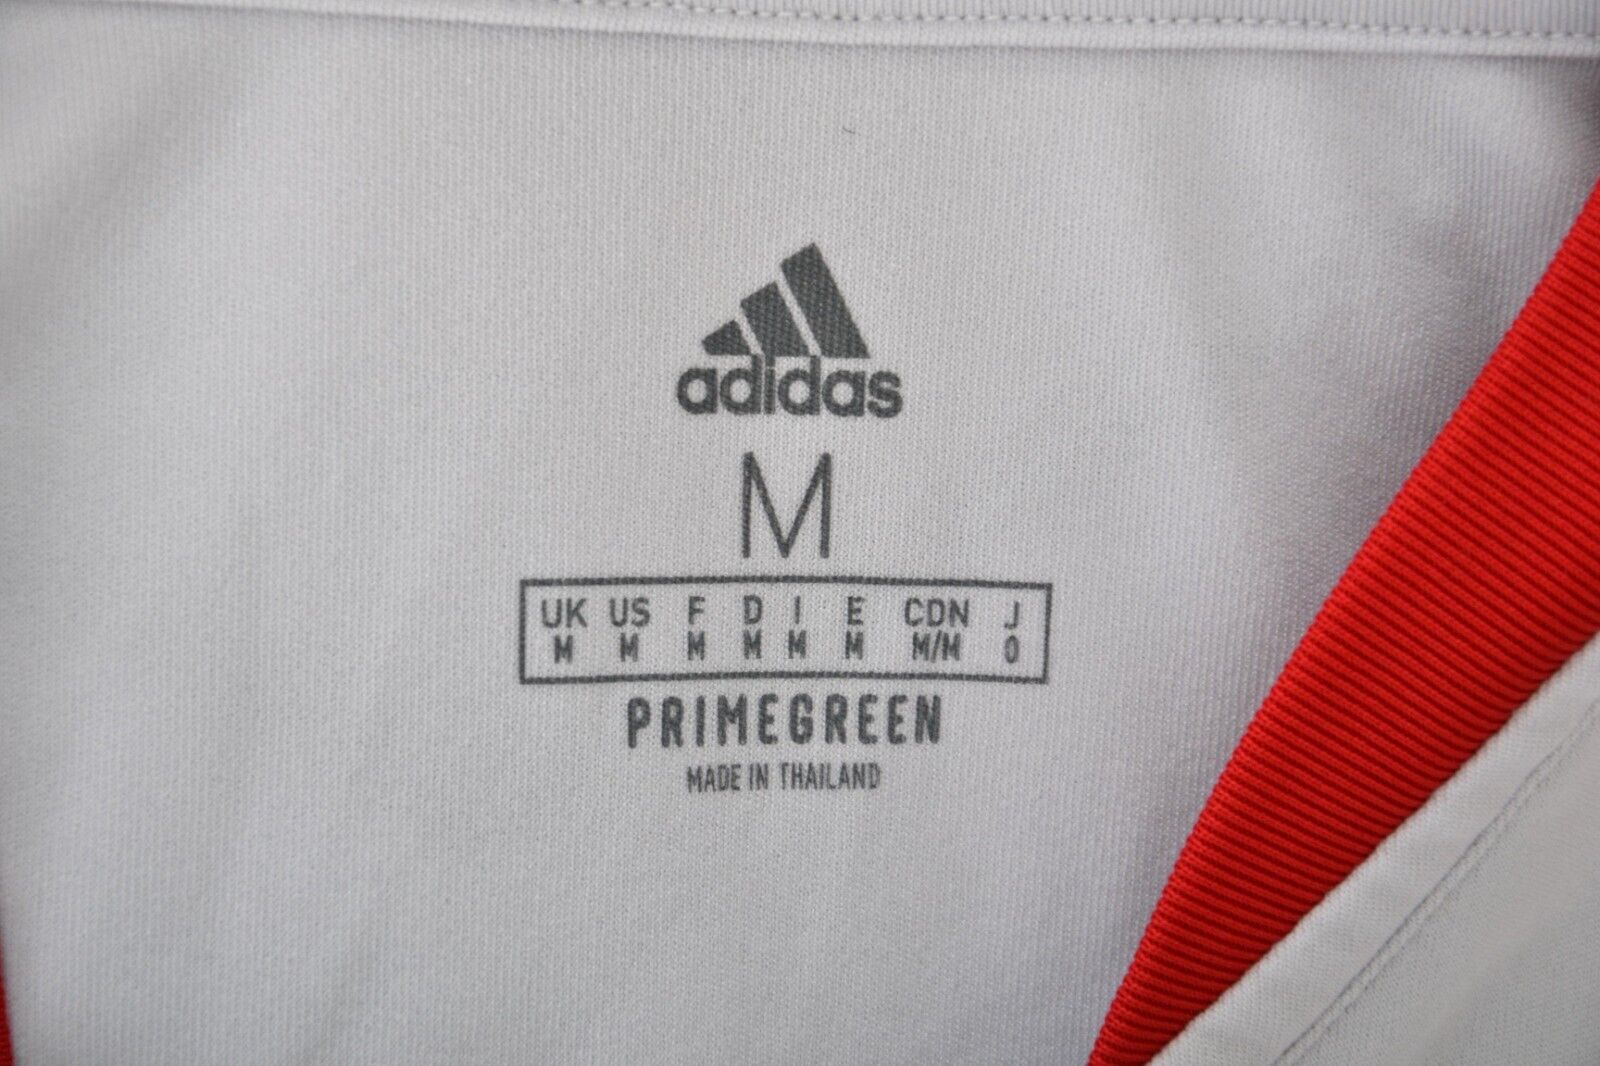 adidas
M
UK US F D I E CDN J
M M M M M M M/M O
PRIMEGREEN
MADE IN THAILAND